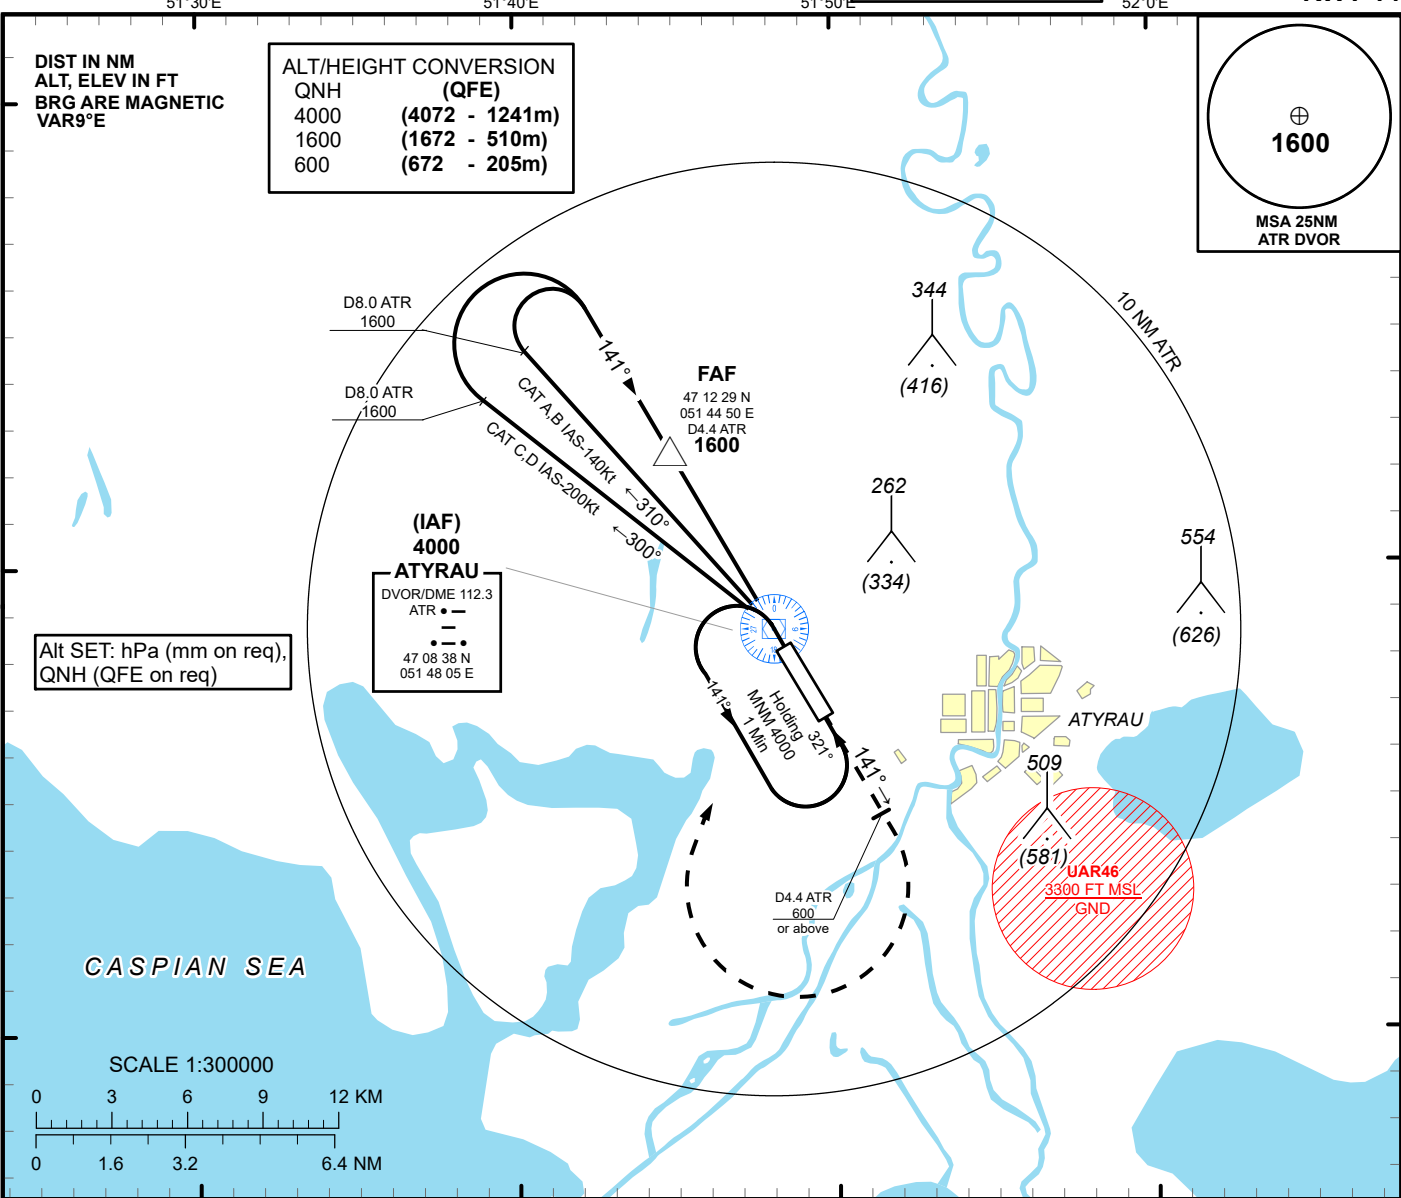 51°30'E
51°40'E
51°50'E
52°0'E
DIST IN NM
ALT, ELEV IN FT
BRG ARE MAGNETIC
VAR9°E
ALT/HEIGHT CONVERSION
QNH (QFE)
4000 (4072 - 1241m)
1600 (1672 - 510m)
600 (672 - 205m)
1600
MSA 25NM
ATR DVOR
10 NM ATR
344
(416)
D8.0 ATR
1600
D8.0 ATR
1600
141°
FAF
47 12 29 N
051 44 50 E
D4.4 ATR
1600
CAT A,B IAS-140Kt
←310°
CAT C,D IAS-200Kt
←300°
262
(334)
554
(626)
(IAF)
4000
ATYRAU
DVOR/DME 112.3
ATR
47 08 38 N
051 48 05 E
0
9
18
27
Alt SET: hPa (mm on req),
QNH (QFE on req)
141°
Holding
MNM 4000
1 Min
321°
141°
ATYRAU
509
(581)
UAR46
3300 FT MSL
GND
D4.4 ATR
600
or above
CASPIAN SEA
SCALE 1:300000
0 3 6 9 12 KM
0 1.6 3.2 6.4 NM